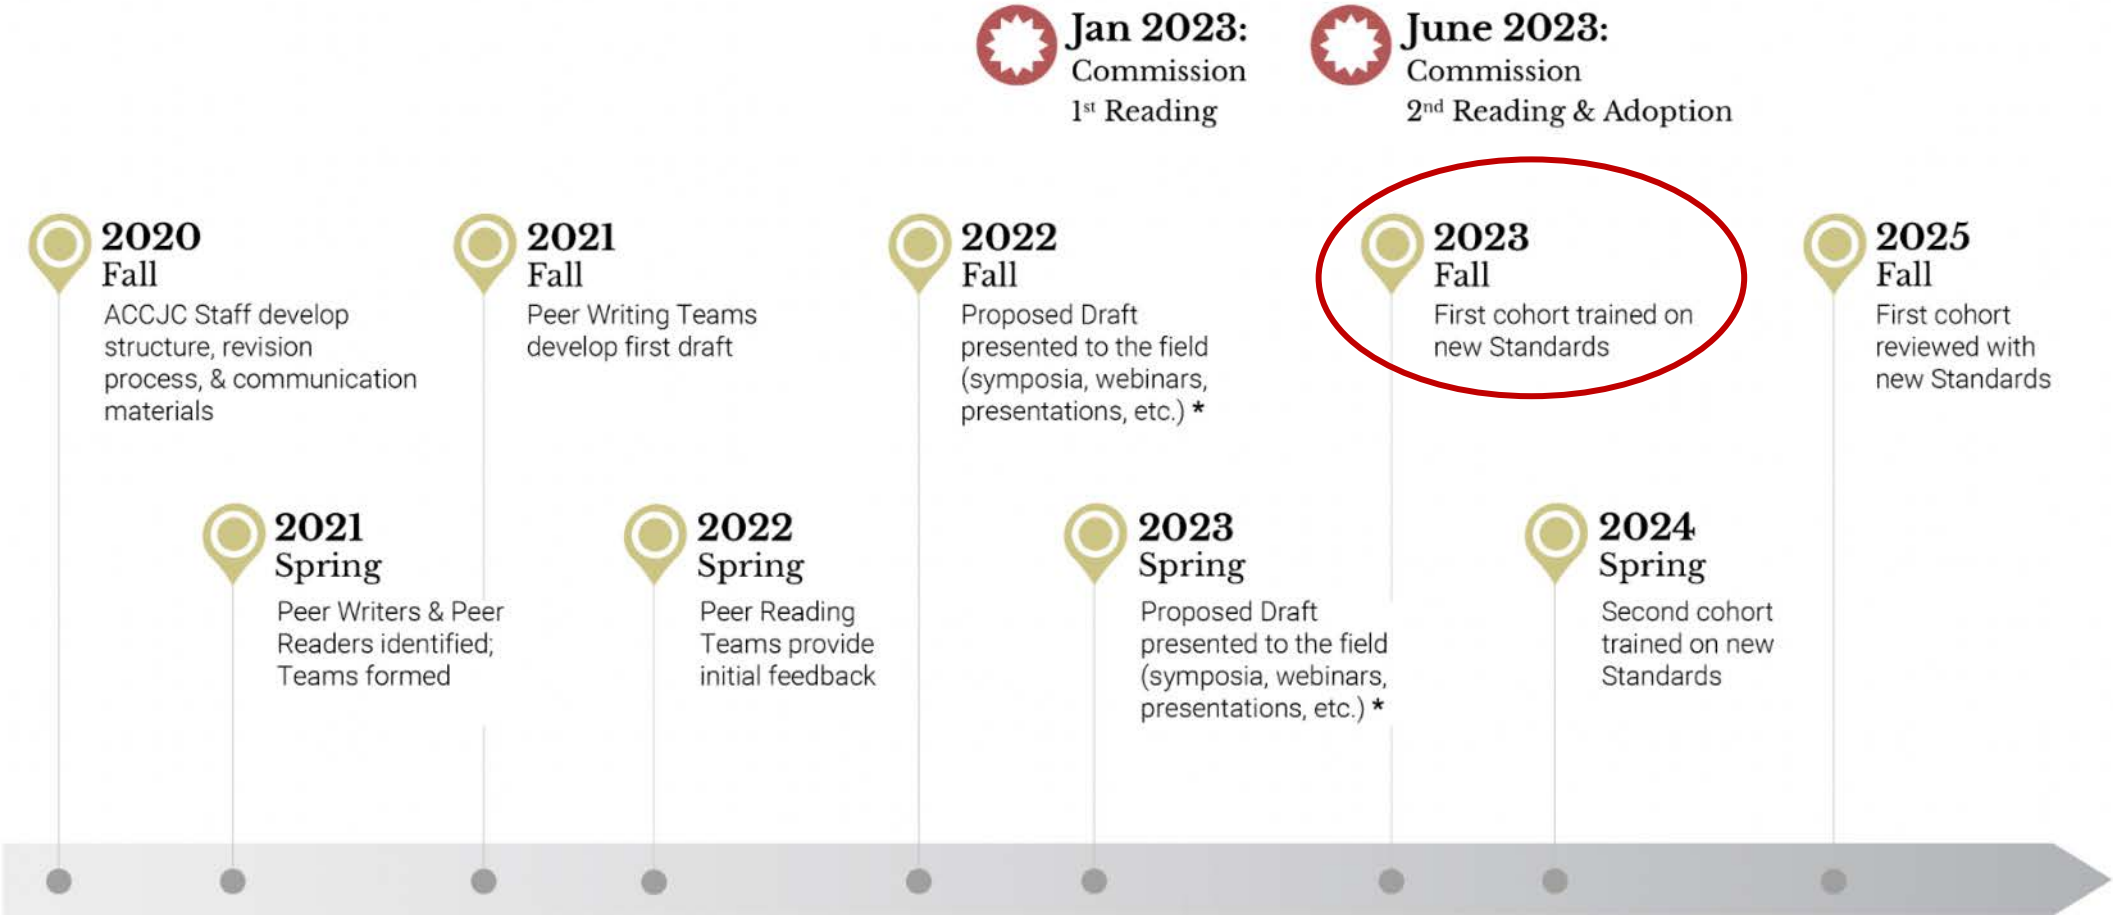 Jan 2023:
Commission
1st Reading
June 2023:
Commission
2nd Reading & Adoption
2020
Fall
ACCJC Staff develop
structure, revision
process, & communication
materials
2021
Spring
Peer Writers & Peer
Readers identified;
Teams formed
2021
Fall
Peer Writing Teams
develop first draft
2022
Spring
Peer Reading
Teams provide
initial feedback
2022
Fall
Proposed Draft
presented to the field
(symposia, webinars,
presentations, etc.) *
2023
Spring
Proposed Draft
presented to the field
(symposia, webinars,
presentations, etc.) *
2023
Fall
First cohort trained on
new Standards
2024
Spring
Second cohort
trained on new
Standards
2025
Fall
First cohort
reviewed with
new Standards